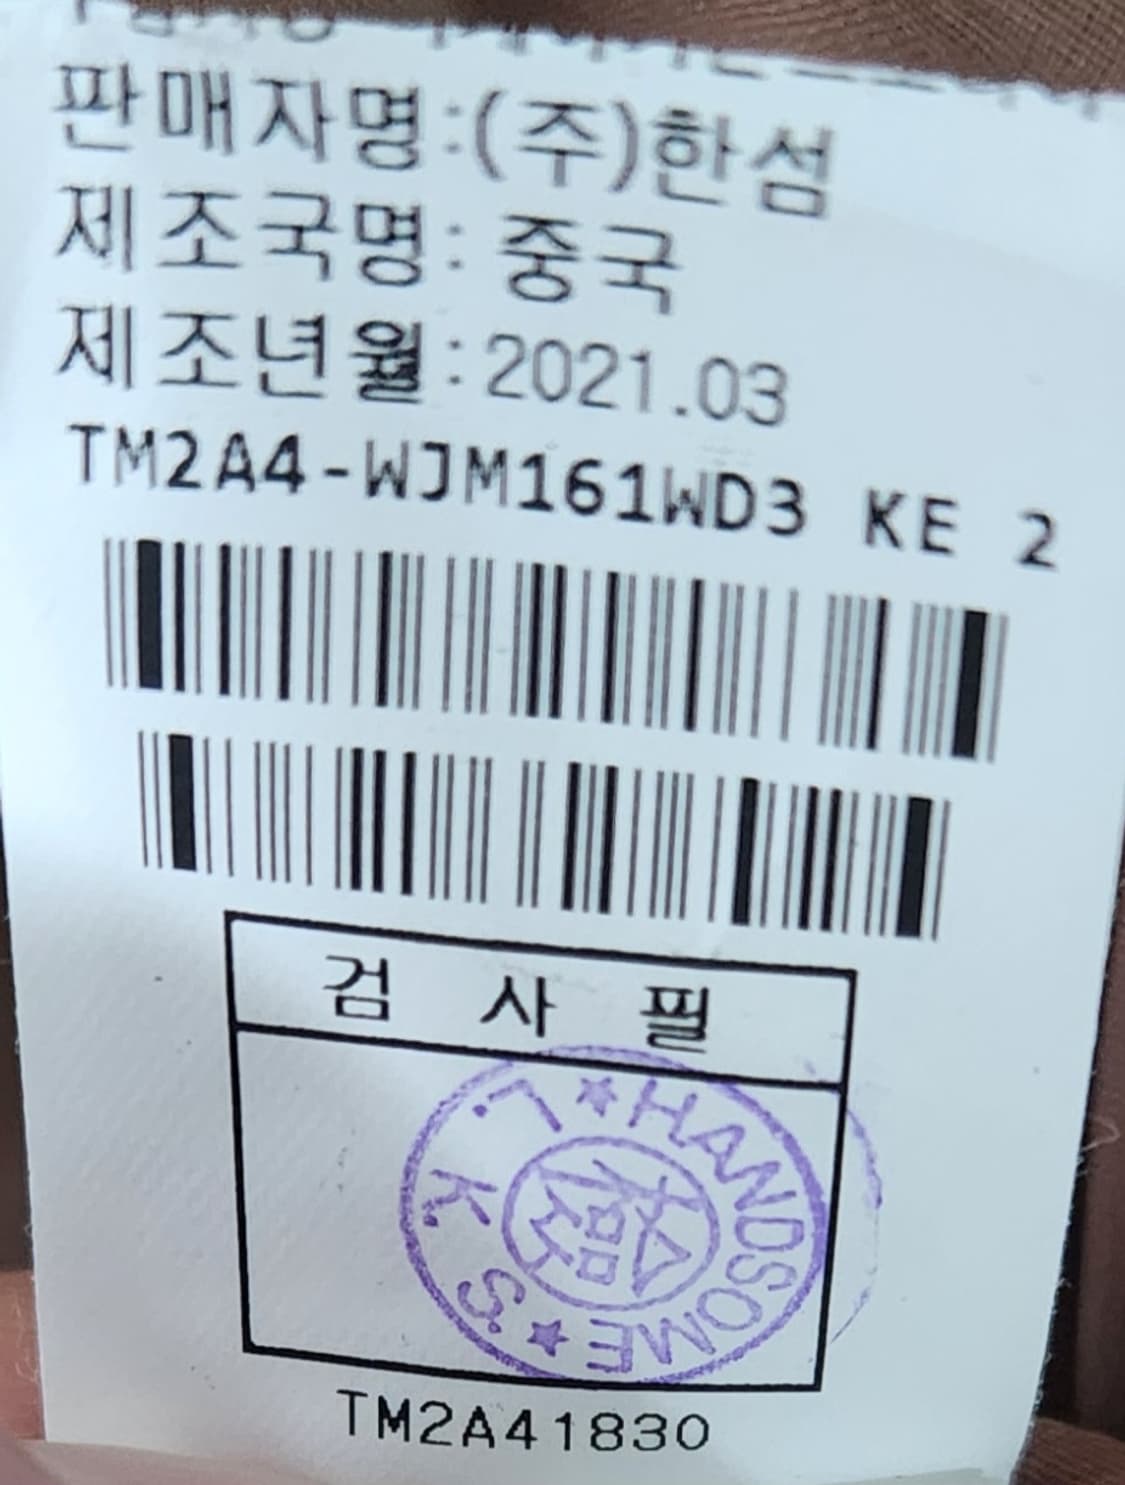 판매자명:(주)한섬
제조국명: 중국
제조년월:2021.03
TM2A4-WJM161WD3 KE 2
검 사 필
★HANDSOME★
L.K.S.
檢
TM2A41830